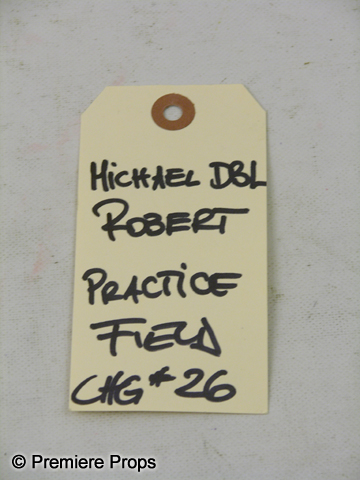 MICHAEL DBL
ROBERT
PRACTICE
FIELD
CHG # 26
© Premiere Props